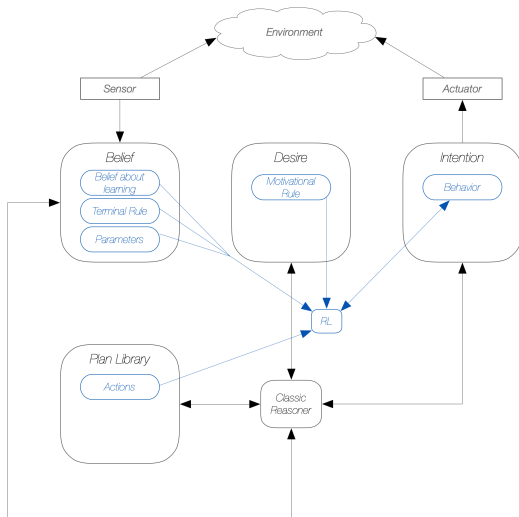 Environment
Sensor
Actuator
Belief
Desire
Intention
Belief about
learning
Motivational
Rule
Behavior
Terminal Rule
Parameters
RL
Plan Library
Actions
Classic
Reasoner